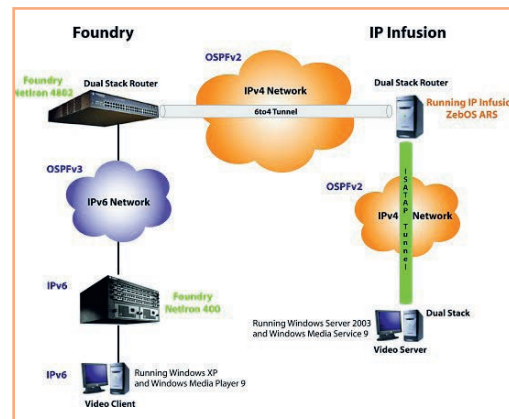 Foundry
IP Infusion
OSPFv2
Foundry
NetIron 4802
Dual Stack Router
IPv4 Network
6to4 Tunnel
Dual Stack Router
Running IP Infusion
ZebOS ARS
OSPFv3
IPv6 Network
OSPFv2
IPv4 Network
ISATAP Tunnel
IPv6
Foundry
NetIron 400
Running Windows Server 2003
and Windows Media Service 9
Dual Stack
Video Server
IPv6
Running Windows XP
and Windows Media Player 9
Video Client